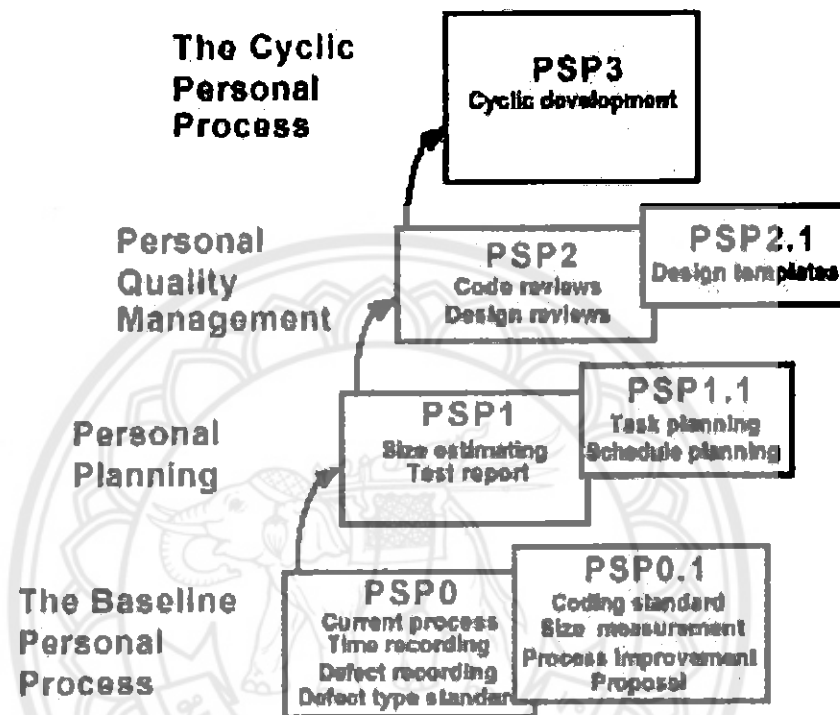 The Cyclic
Personal
Process
PSP3
Cyclic development
Personal
Quality
Management
PSP2
Code reviews
Design reviews
PSP2.1
Design templates
Personal
Planning
PSP1
Size estimating
Test report
PSP1.1
Task planning
Schedule planning
The Baseline
Personal
Process
PSP0
Current process
Time recording
Defect recording
Defect type standard
PSP0.1
Coding standard
Size measurement
Process Improvement
Proposal